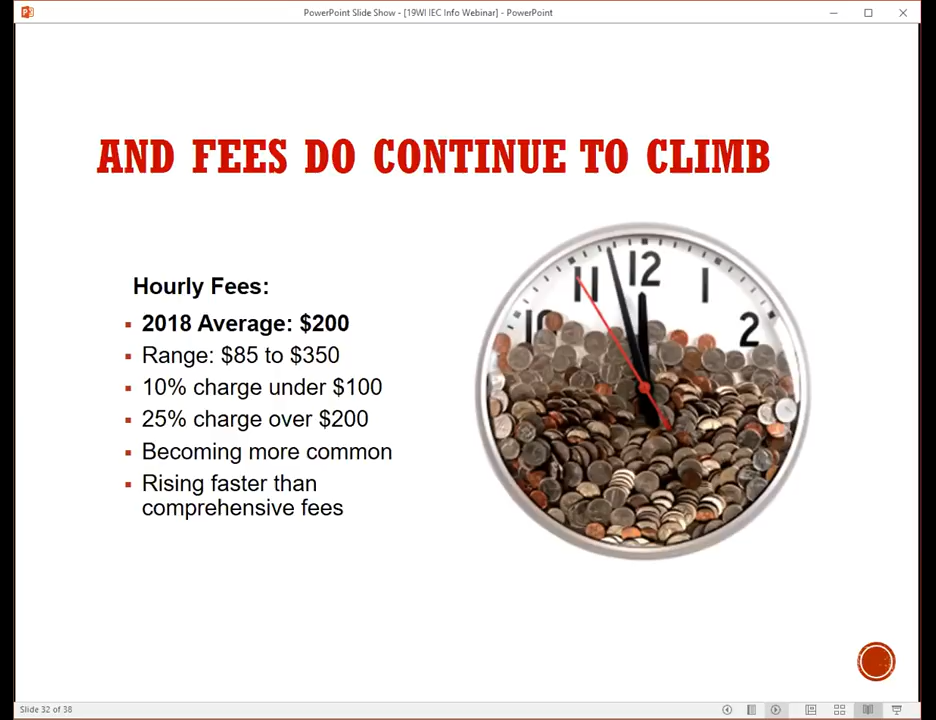 PowerPoint Slide Show - [19WI IEC Info Webinar] - PowerPoint
AND FEES DO CONTINUE TO CLIMB
Hourly Fees:
2018 Average: $200
Range: $85 to $350
10% charge under $100
25% charge over $200
Becoming more common
Rising faster than
comprehensive fees
11
12
1
10
2
Slide 32 of 38